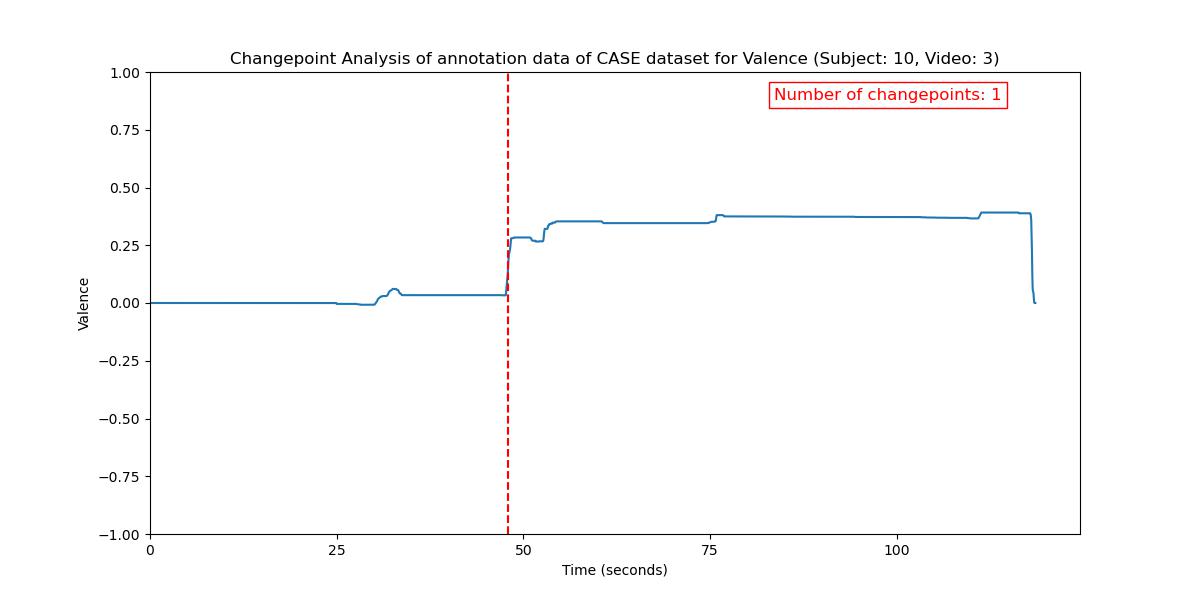 Changepoint Analysis of annotation data of CASE dataset for Valence (Subject: 10, Video: 3)
Number of changepoints: 1
1.00
0.75
0.50
0.25
0.00
−0.25
−0.50
−0.75
−1.00
Valence
0 25 50 75 100
Time (seconds)